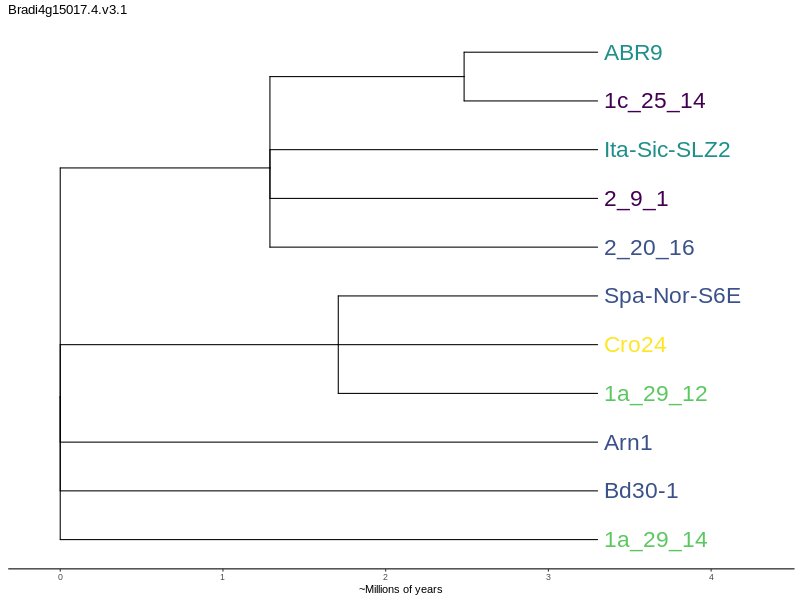 Bradi4g15017.4.v3.1
ABR9
1c_25_14
Ita-Sic-SLZ2
2_9_1
2_20_16
Spa-Nor-S6E
Cro24
1a_29_12
Arn1
Bd30-1
1a_29_14
0 1 2 3 4
~Millions of years